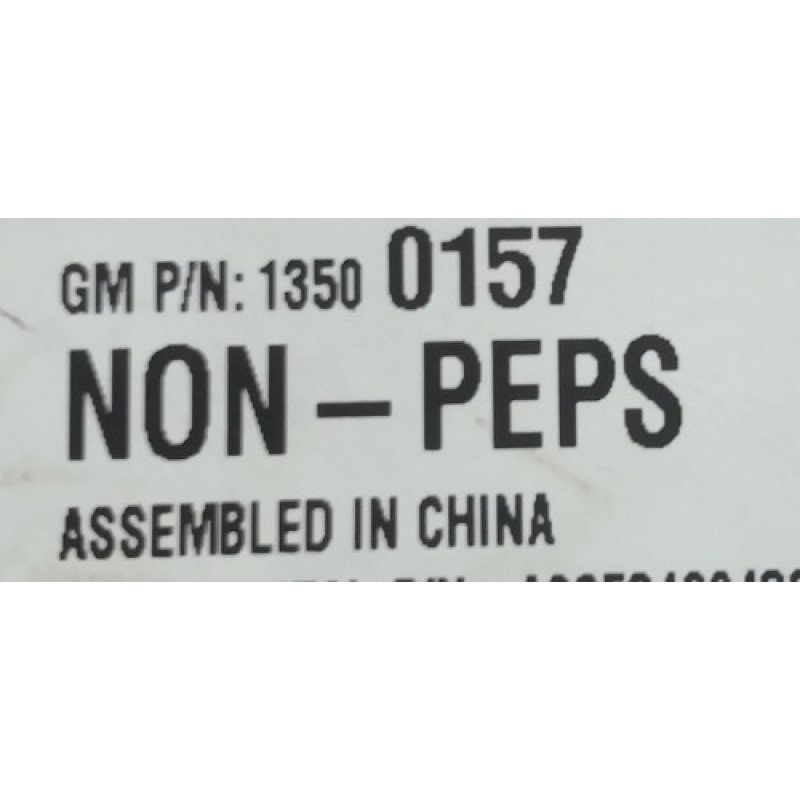 GM P/N: 1350 0157
NON-PEPS
ASSEMBLED IN CHINA